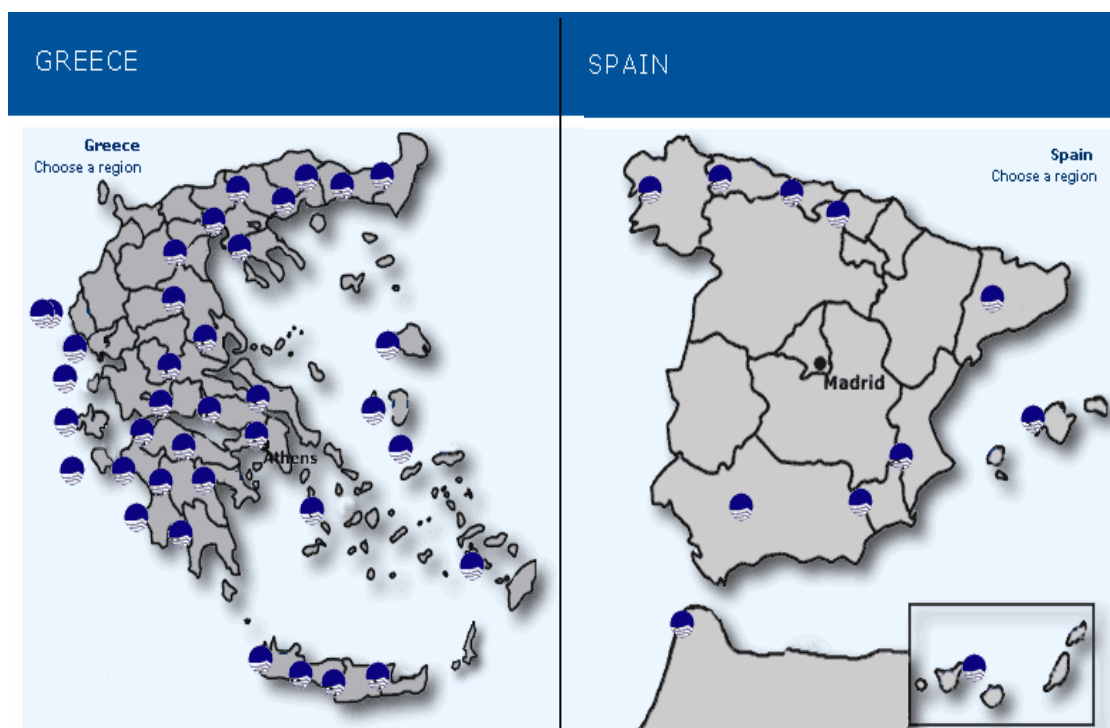 GREECE
SPAIN
Greece
Choose a region
Athens
Spain
Choose a region
Madrid